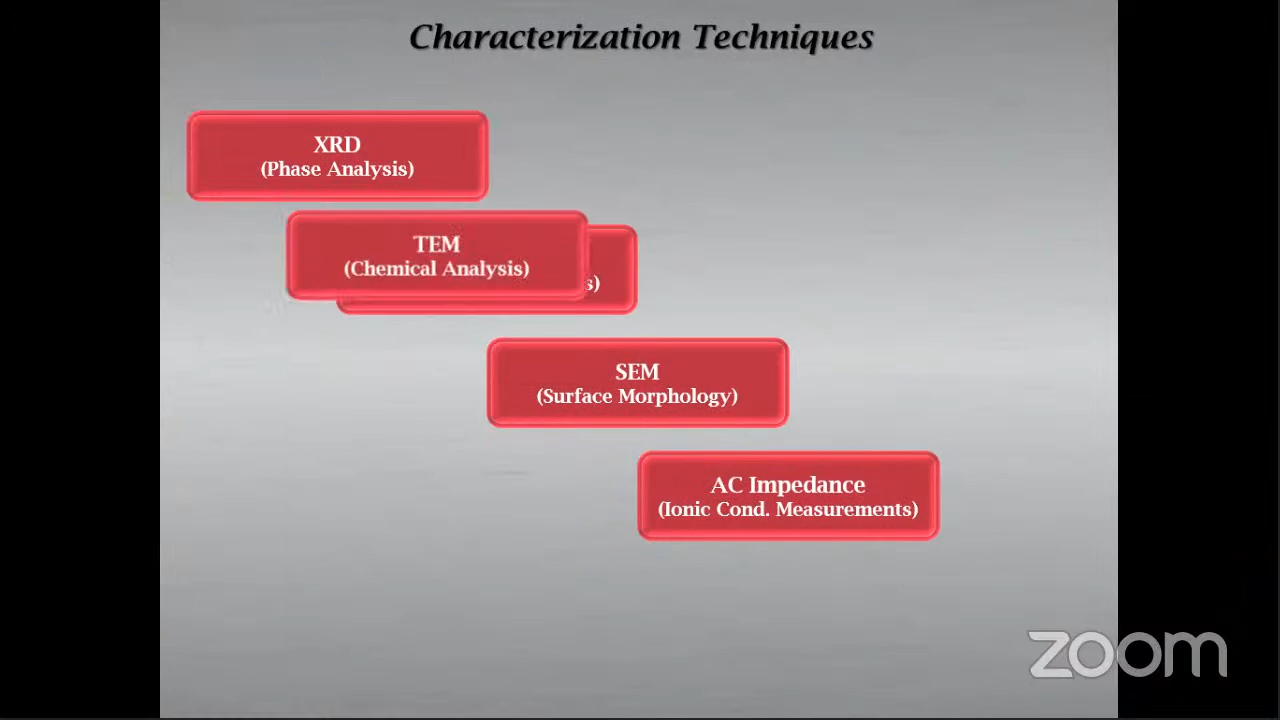 Characterization Techniques
XRD
(Phase Analysis)
TEM
(Chemical Analysis)
s)
SEM
(Surface Morphology)
AC Impedance
(Ionic Cond. Measurements)
zoom